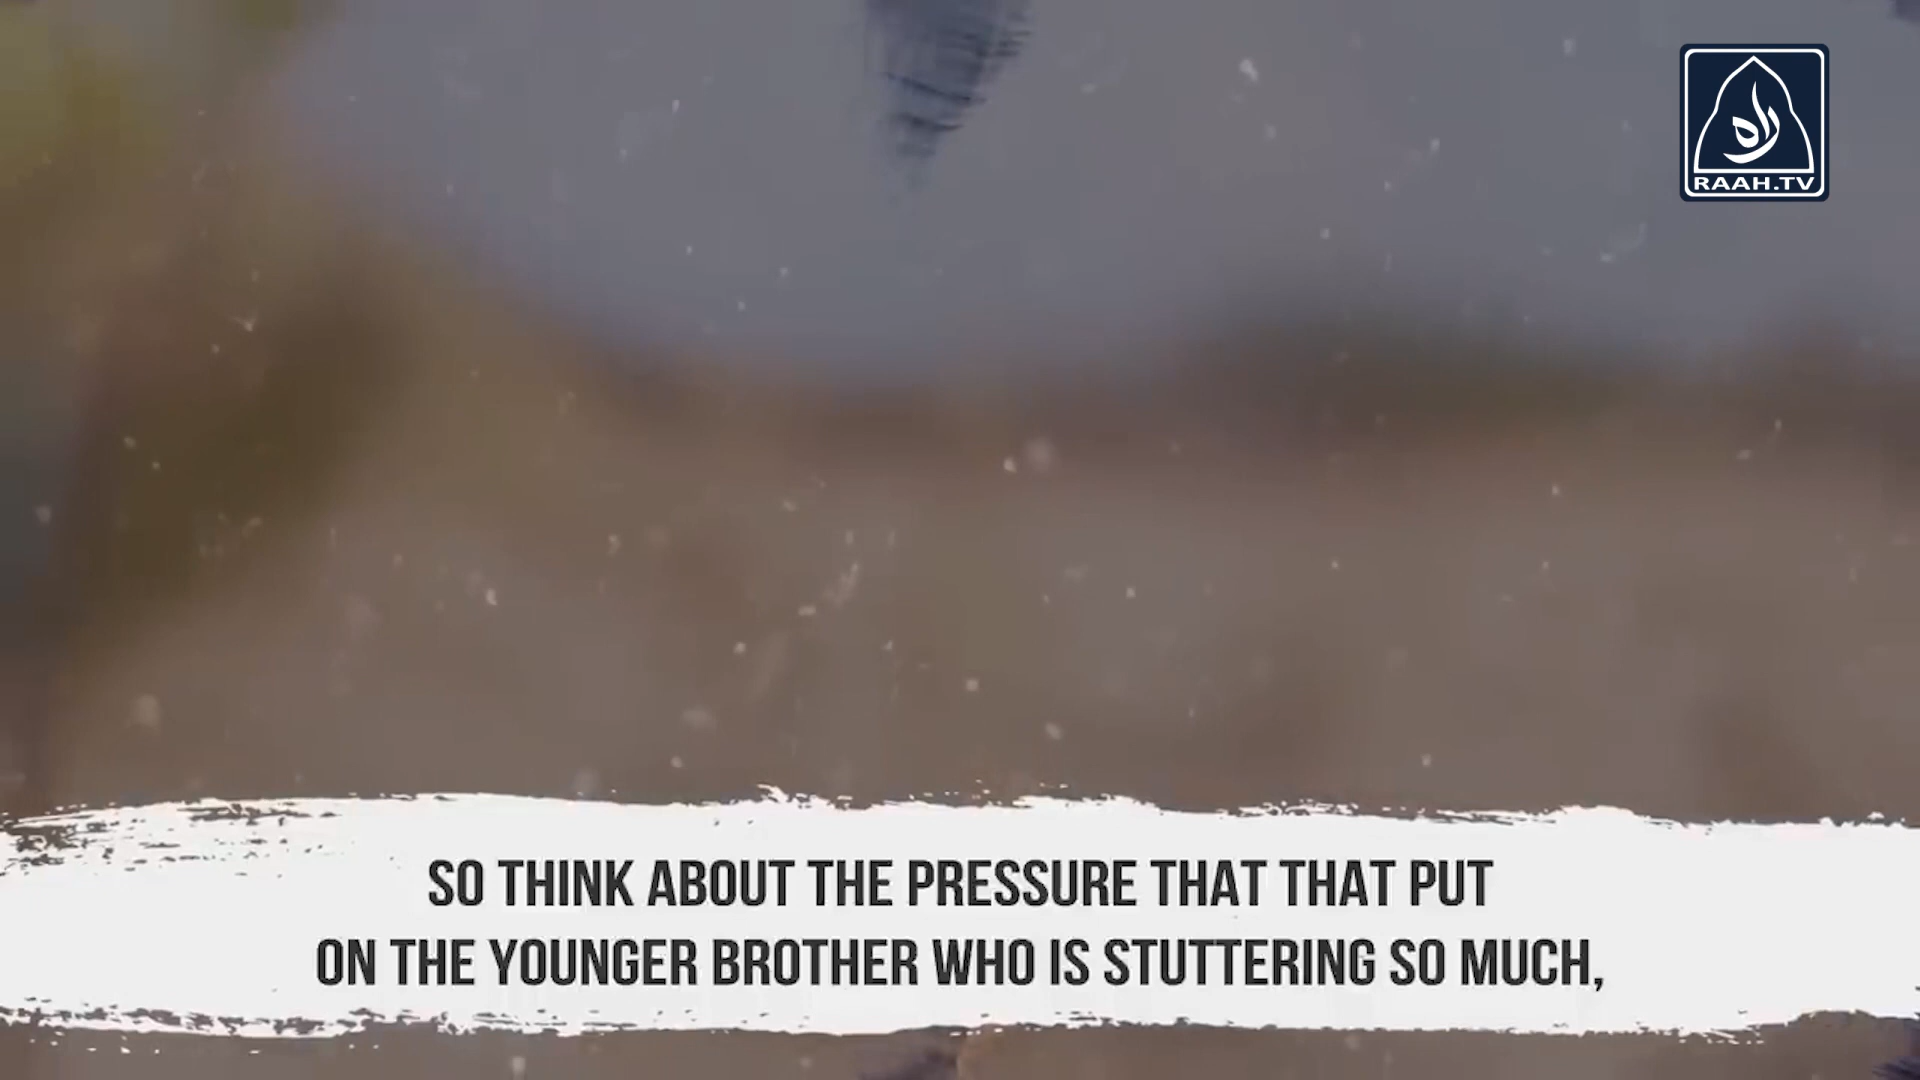 راه
RAAH.TV
SO THINK ABOUT THE PRESSURE THAT THAT PUT
ON THE YOUNGER BROTHER WHO IS STUTTERING SO MUCH,